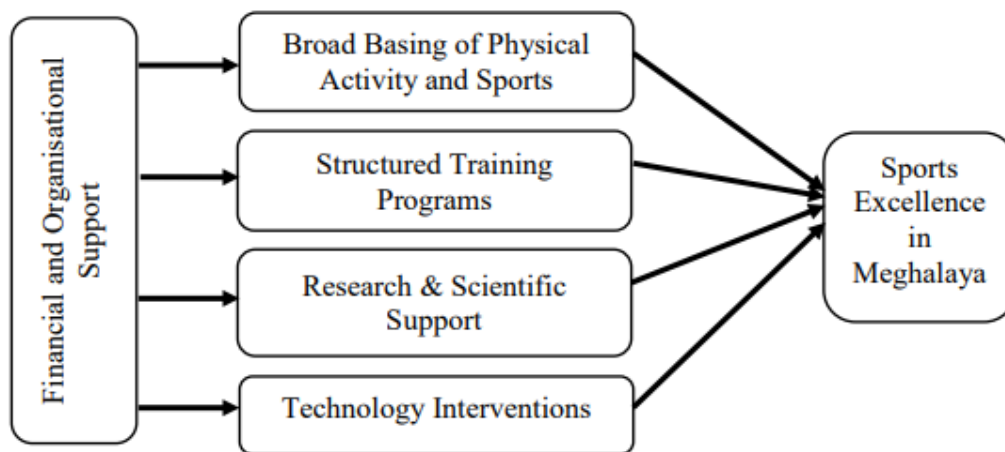 Financial and Organisational
Support
Broad Basing of Physical
Activity and Sports
Structured Training
Programs
Research & Scientific
Support
Technology Interventions
Sports
Excellence
in
Meghalaya